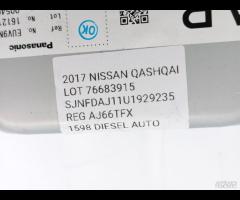 Panasonic
OK
2017 NISSAN QASHQAI
LOT 76683915
SJNFDAJ11U1929235
REG AJ66TFX
1598 DIESEL AUTO